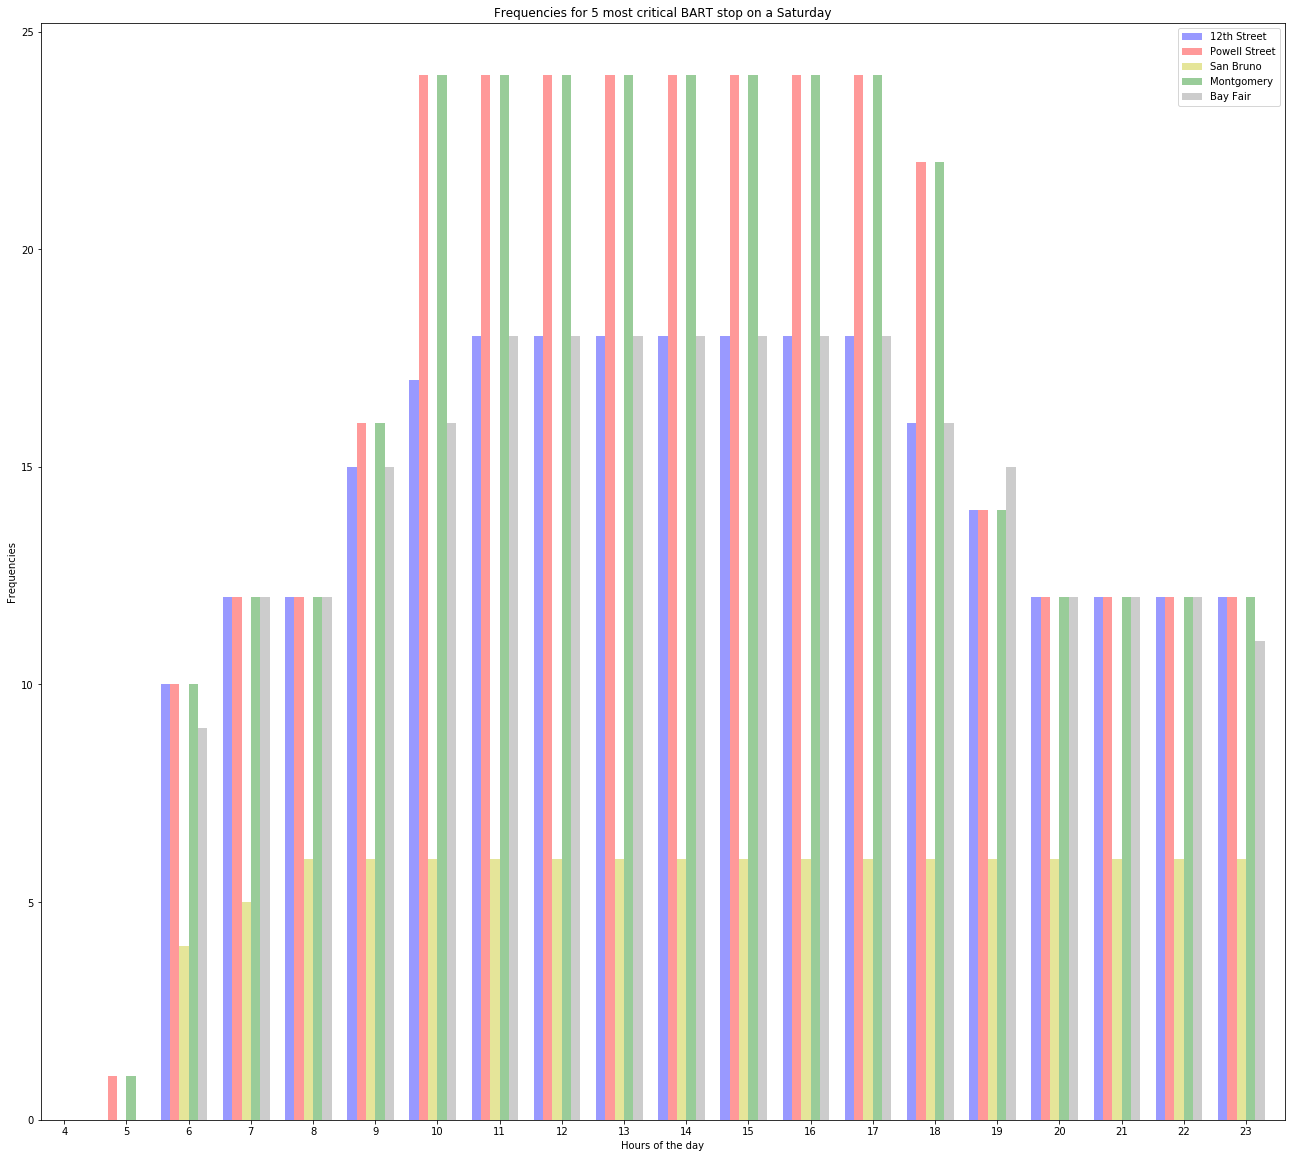 Frequencies for 5 most critical BART stop on a Saturday
12th Street
Powell Street
San Bruno
Montgomery
Bay Fair
25
20
15
10
5
0
Frequencies
4 5 6 7 8 9 10 11 12 13 14 15 16 17 18 19 20 21 22 23
Hours of the day